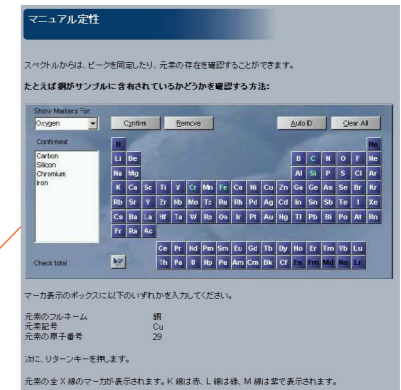 マニュアル定性
スペクトルからは、ピークを同定したり、元素の存在を確認することができます。
たとえば銅がサンプルに含有されているかどうかを確認する方法:
Show Markers For:
Oxygen
Confirm
Remove
Auto ID
Clear All
Confirmed
Carbon
Silicon
Chromium
Iron
H He
Li Be B C N O F Ne
Na Mg Al Si P S Cl Ar
K Ca Sc Ti V Cr Mn Fe Co Ni Cu Zn Ga Ge As Se Br Kr
Rb Sr Y Zr Nb Mo Tc Ru Rh Pd Ag Cd In Sn Sb Te I Xe
Cs Ba La Hf Ta W Re Os Ir Pt Au Hg Tl Pb Bi Po At Rn
Fr Ra Ac
Ce Pr Nd Pm Sm Eu Gd Tb Dy Ho Er Tm Yb Lu
Th Pa U Np Pu Am Cm Bk Cf Es Fm Md No Lr
Check total :
マーカ表示のボックスに以下のいずれかを入力してください。
元素のフルネーム 銅
元素記号 Cu
元素の原子番号 29
次に、リターンキーを押します。
元素の全X線のマーカが表示されます。K線は赤、L線は緑、M線は紫で表示されます。